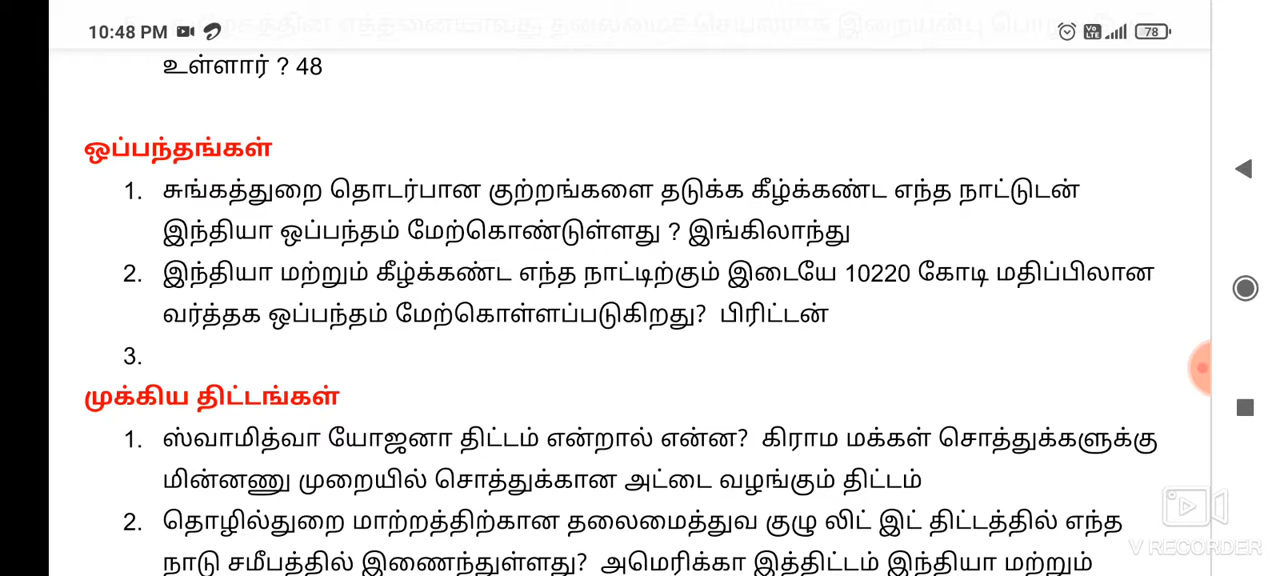 10:48 PM
78
உள்ளார் ? 48
ஒப்பந்தங்கள்
1. சுங்கத்துறை தொடர்பான குற்றங்களை தடுக்க கீழ்க்கண்ட எந்த நாட்டுடன்
இந்தியா ஒப்பந்தம் மேற்கொண்டுள்ளது ? இங்கிலாந்து
2. இந்தியா மற்றும் கீழ்க்கண்ட எந்த நாட்டிற்கும் இடையே 10220 கோடி மதிப்பிலான
வர்த்தக ஒப்பந்தம் மேற்கொள்ளப்படுகிறது? பிரிட்டன்
3.
முக்கிய திட்டங்கள்
1. ஸ்வாமித்வா யோஜனா திட்டம் என்றால் என்ன? கிராம மக்கள் சொத்துக்களுக்கு
மின்னணு முறையில் சொத்துக்கான அட்டை வழங்கும் திட்டம்
2. தொழில்துறை மாற்றத்திற்கான தலைமைத்துவ குழு லிட் இட் திட்டத்தில் எந்த
நாடு சமீபத்தில் இணைந்துள்ளது? அமெரிக்கா இத்திட்டம் இந்தியா மற்றும்
V RECORDER